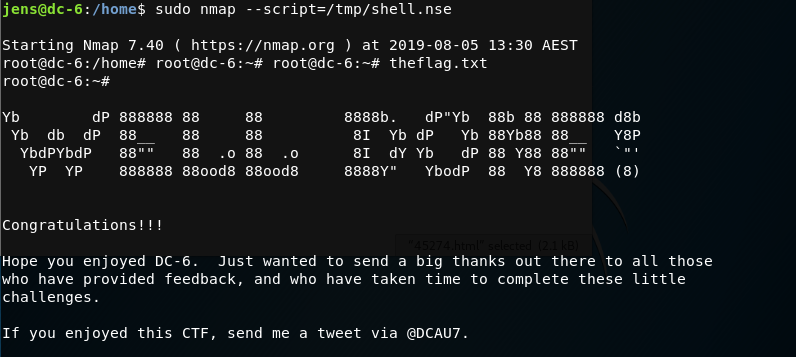 jens@dc-6:/home$ sudo nmap --script=/tmp/shell.nse
Starting Nmap 7.40 ( https://nmap.org ) at 2019-08-05 13:30 AEST
root@dc-6:/home# root@dc-6:~# root@dc-6:~# theflag.txt
root@dc-6:~#
Yb        dP 888888 88     88         8888b.   dP"Yb  88b 88 888888 d8b
 Yb  db  dP  88__   88     88          8I  Yb dP   Yb 88Yb88 88__   Y8P
  YbdPYbdP   88""   88  .o 88  .o      8I  dY Yb   dP 88 Y88 88""   `"'
   YP  YP    888888 88ood8 88ood8     8888Y"   YbodP  88  Y8 888888 (8)
Congratulations!!!
"45274.html" selected (2.1 kB)
Hope you enjoyed DC-6.  Just wanted to send a big thanks out there to all those
who have provided feedback, and who have taken time to complete these little
challenges.
If you enjoyed this CTF, send me a tweet via @DCAU7.